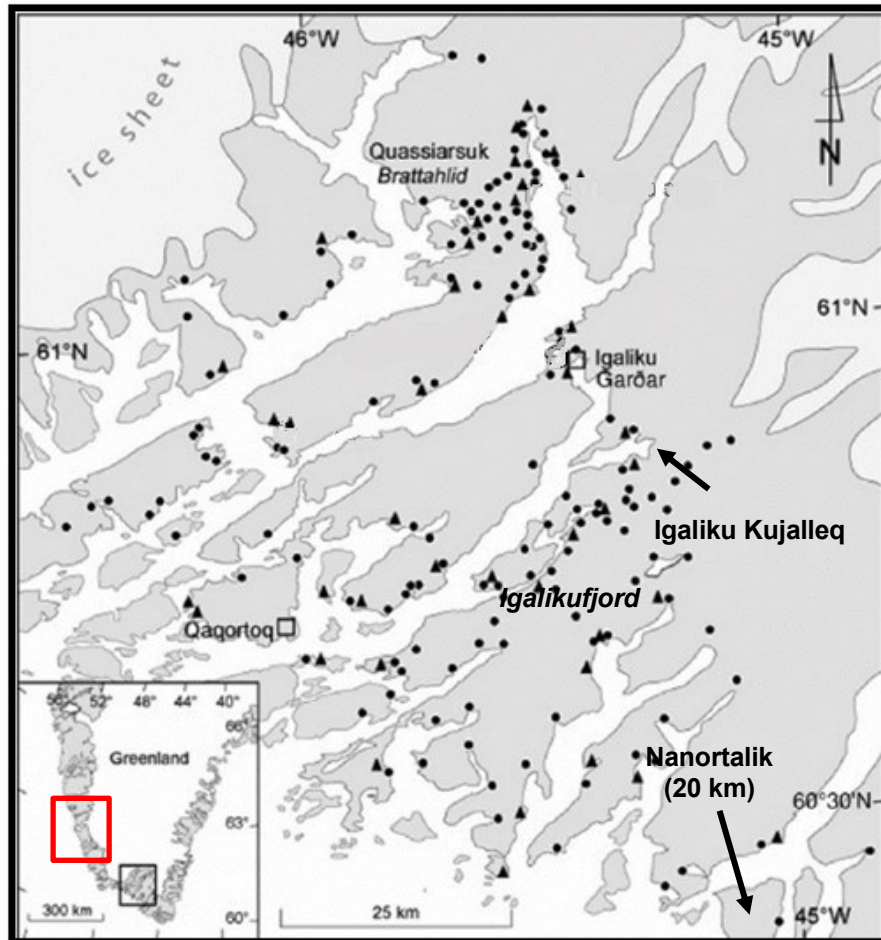 46°W
45°W
ice sheet
Quassiarsuk
Brattahlid
N
61°N
61°N
Igaliku
Garðar
Igaliku Kujalleq
Igalikufjord
Qaqortoq
56
52
48°
44°
40°
66°
Greenland
63°
60°
300 km
25 km
Nanortalik
(20 km)
60°30'N
45°W